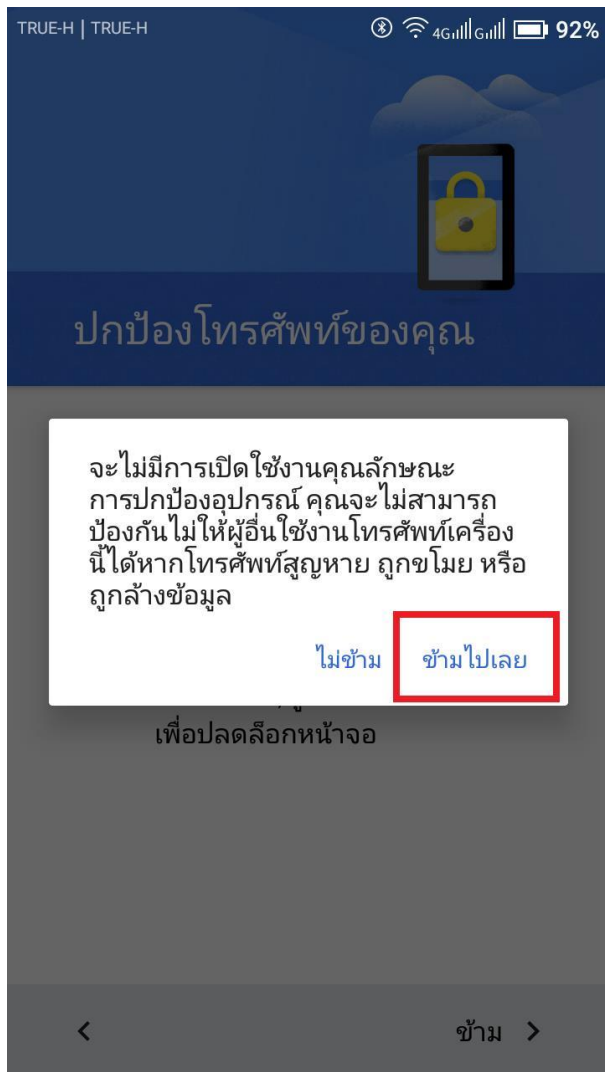 TRUE-H | TRUE-H 4G G 92%
ปกป้องโทรศัพท์ของคุณ
จะไม่มีการเปิดใช้งานคุณลักษณะ
การปกป้องอุปกรณ์ คุณจะไม่สามารถ
ป้องกันไม่ให้ผู้อื่นใช้งานโทรศัพท์เครื่อง
นี้ได้หากโทรศัพท์สูญหาย ถูกขโมย หรือ
ถูกล้างข้อมูล
ไม่ข้าม ข้ามไปเลย
เพื่อปลดล็อกหน้าจอ
ข้าม